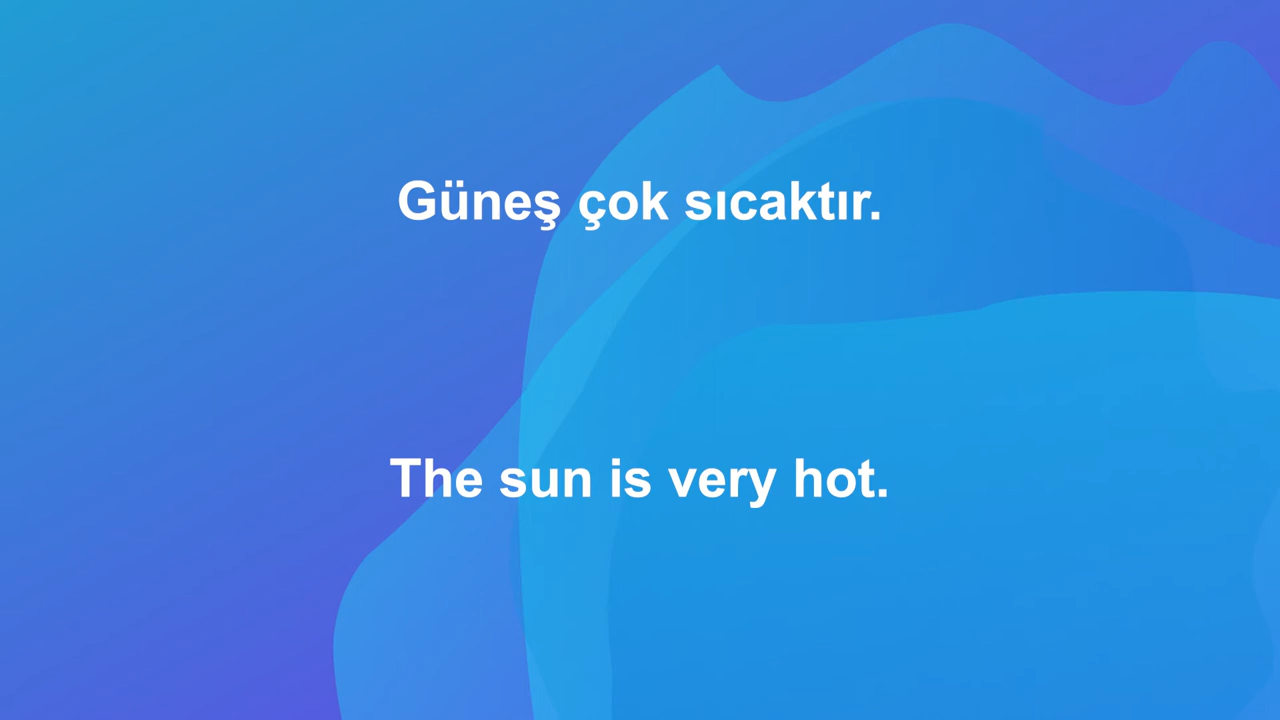 Güneş çok sıcaktır.
The sun is very hot.